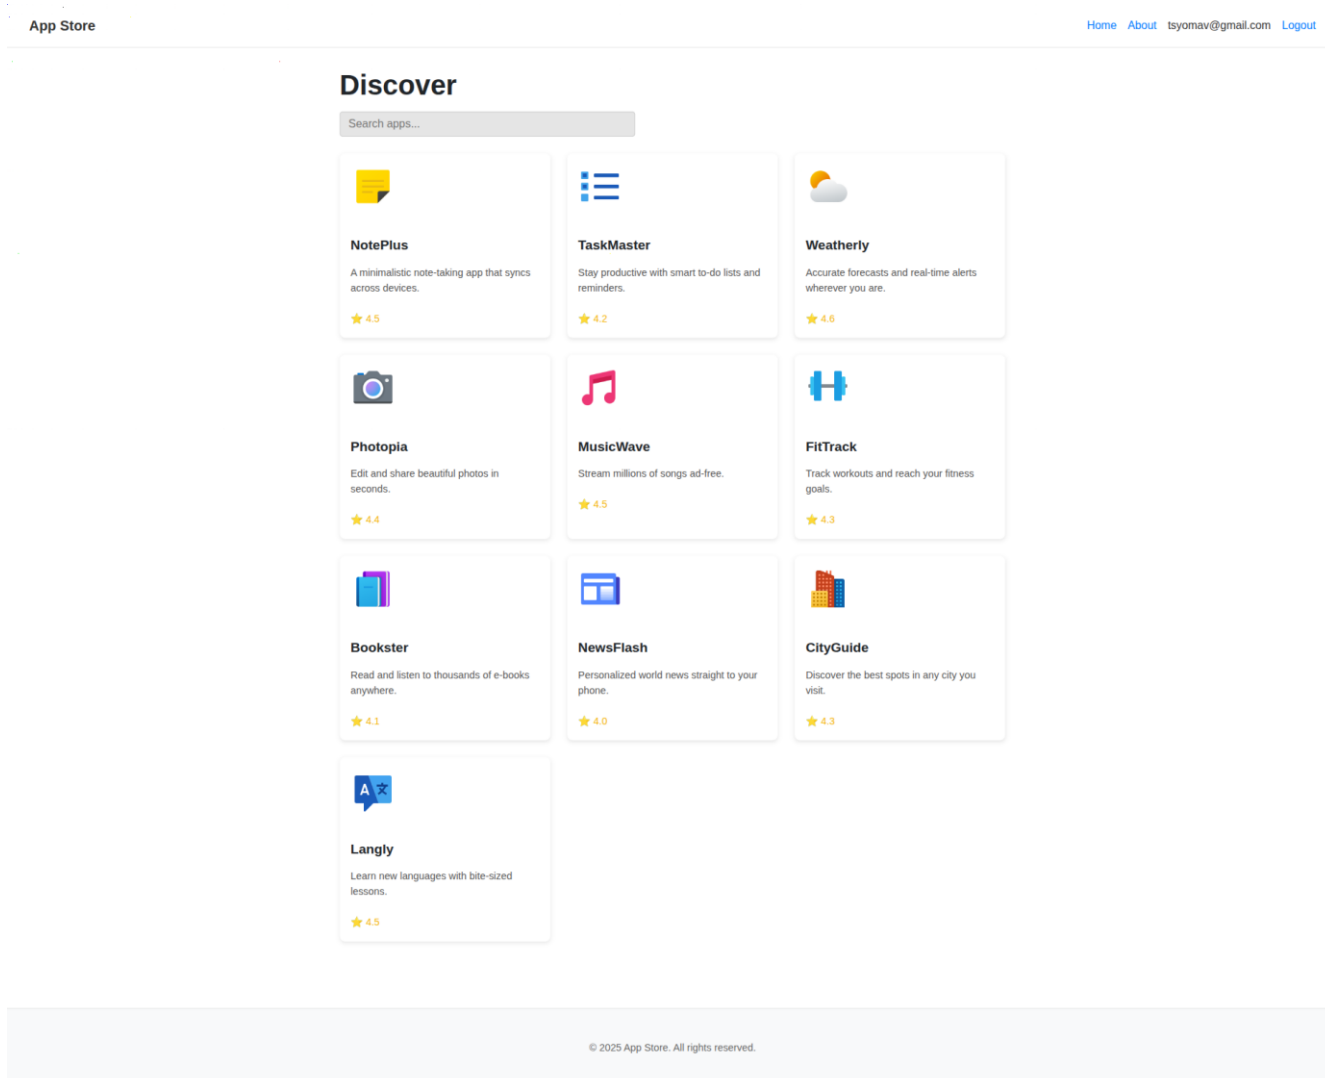 App Store
Home About tsyomav@gmail.com Logout
Discover
Search apps...
NotePlus
A minimalistic note-taking app that syncs
across devices.
⭐ 4.5
TaskMaster
Stay productive with smart to-do lists and
reminders.
⭐ 4.2
Weatherly
Accurate forecasts and real-time alerts
wherever you are.
⭐ 4.6
Photopia
Edit and share beautiful photos in
seconds.
⭐ 4.4
MusicWave
Stream millions of songs ad-free.
⭐ 4.5
FitTrack
Track workouts and reach your fitness
goals.
⭐ 4.3
Bookster
Read and listen to thousands of e-books
anywhere.
⭐ 4.1
NewsFlash
Personalized world news straight to your
phone.
⭐ 4.0
CityGuide
Discover the best spots in any city you
visit.
⭐ 4.3
A 文
Langly
Learn new languages with bite-sized
lessons.
⭐ 4.5
© 2025 App Store. All rights reserved.